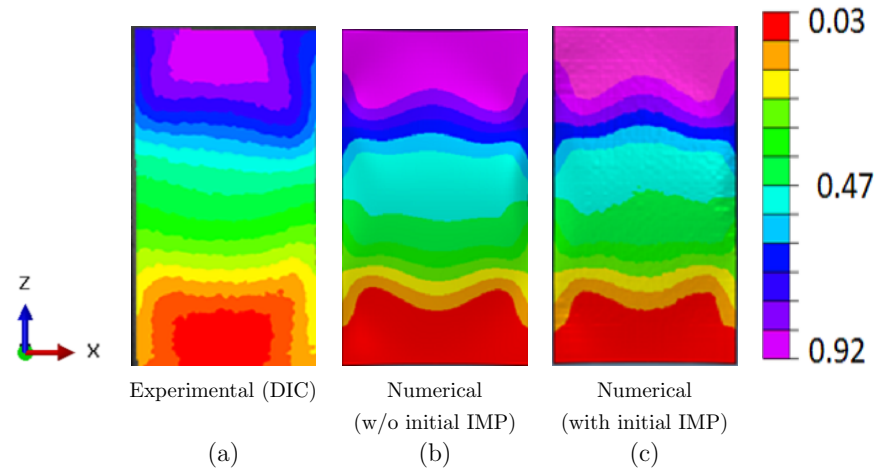 0.03
0.47
0.92
Z
X
Experimental (DIC)
Numerical
(w/o initial IMP)
Numerical
(with initial IMP)
(a)
(b)
(c)